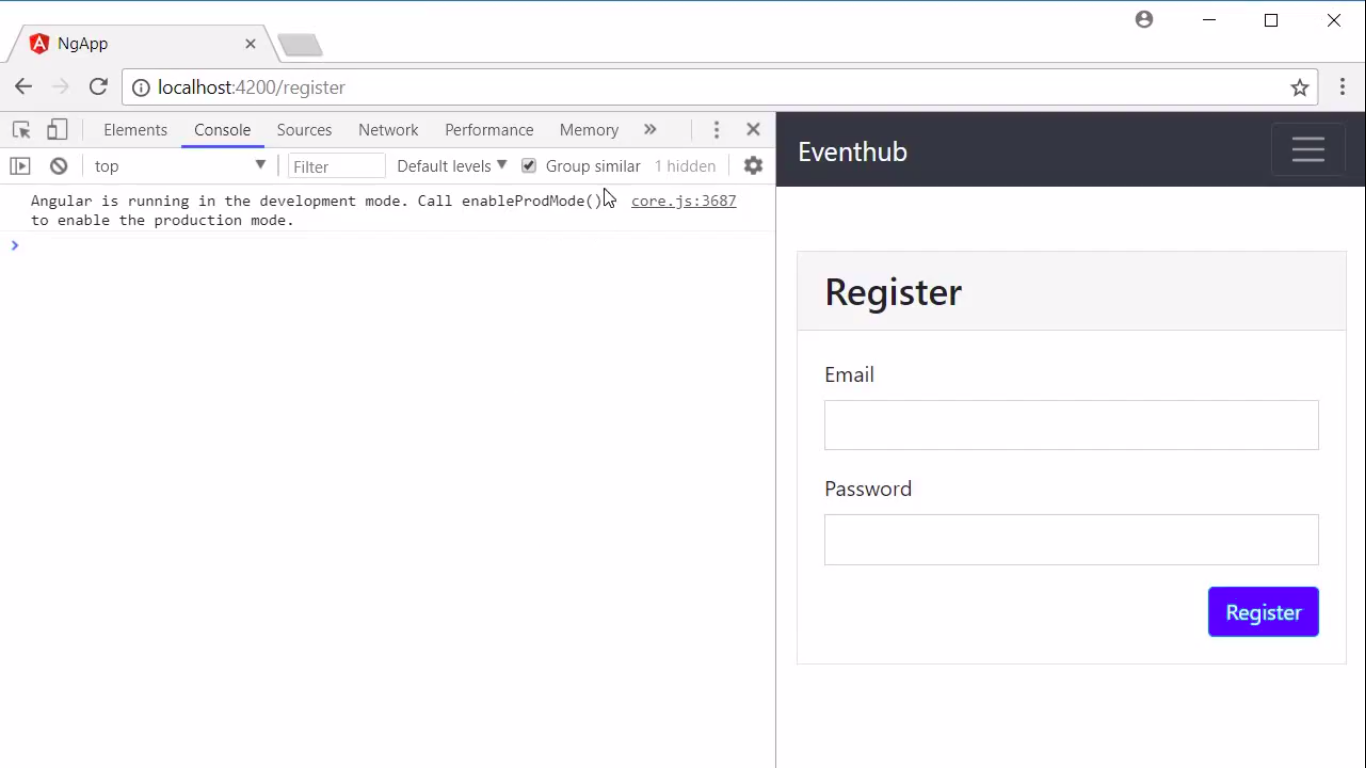 NgApp
localhost:4200/register
Elements Console Sources Network Performance Memory »
top Filter Default levels Group similar 1 hidden
Angular is running in the development mode. Call enableProdMode() core.js:3687
to enable the production mode.
Eventhub
Register
Email
Password
Register